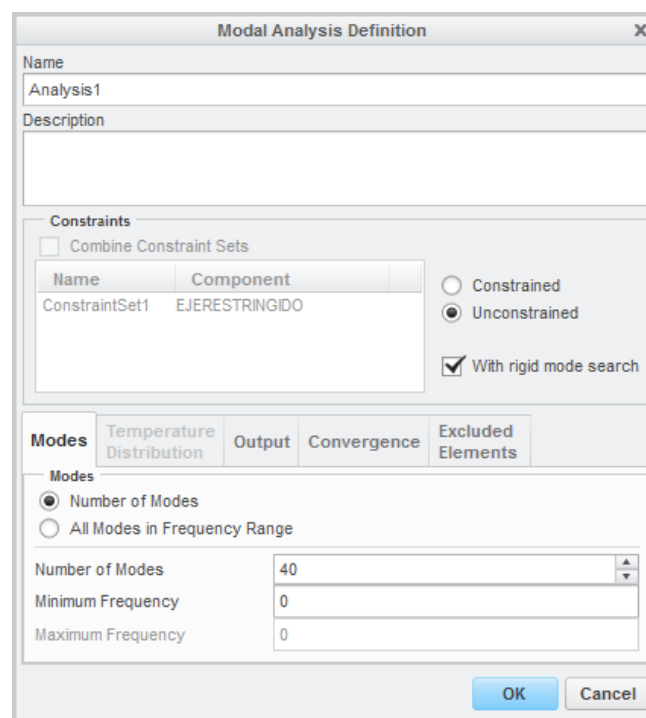 Modal Analysis Definition x
Name
Analysis1
Description
Constraints
Combine Constraint Sets
Name Component
ConstraintSet1 EJERESTRINGIDO
Constrained
Unconstrained
With rigid mode search
Modes Temperature Distribution Output Convergence Excluded Elements
Modes
Number of Modes
All Modes in Frequency Range
Number of Modes 40
Minimum Frequency 0
Maximum Frequency 0
OK Cancel